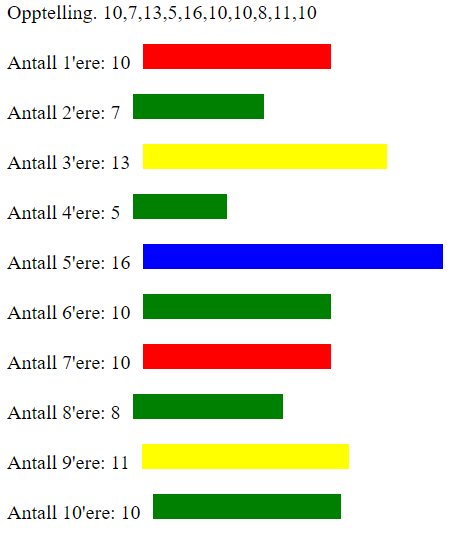 Opptelling. 10,7,13,5,16,10,10,8,11,10
Antall 1'ere: 10
Antall 2'ere: 7
Antall 3'ere: 13
Antall 4'ere: 5
Antall 5'ere: 16
Antall 6'ere: 10
Antall 7'ere: 10
Antall 8'ere: 8
Antall 9'ere: 11
Antall 10'ere: 10